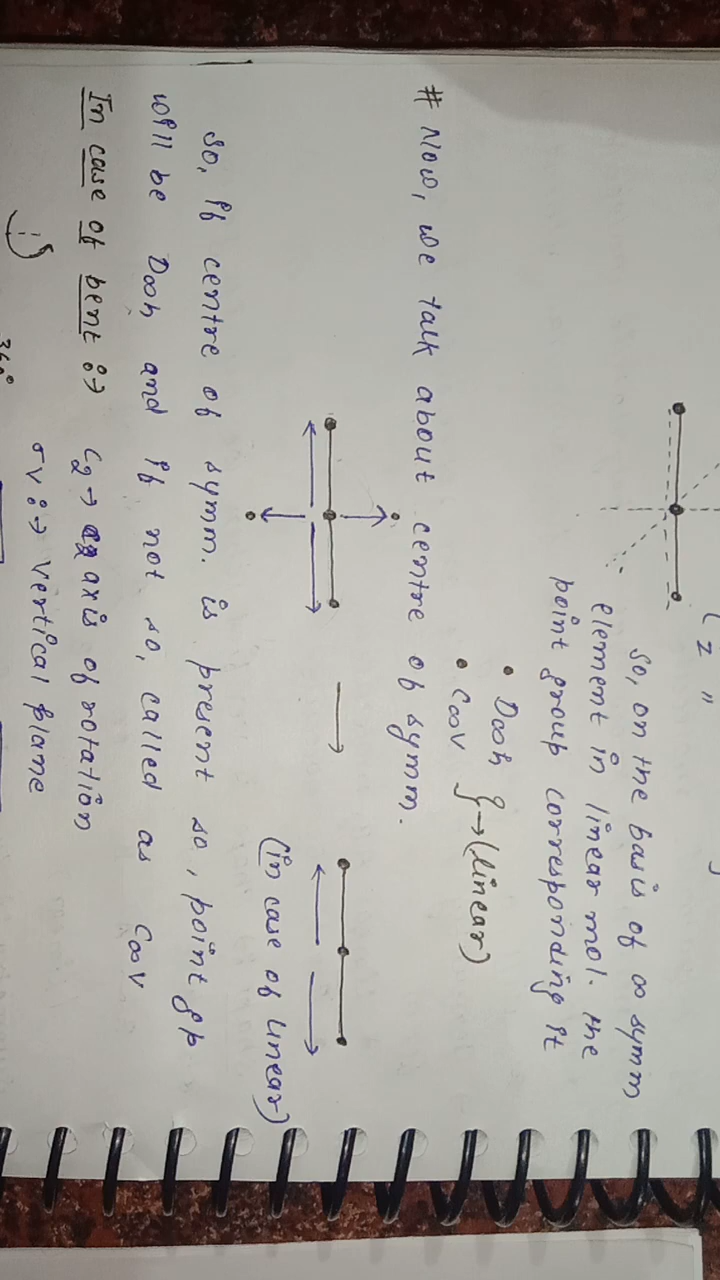 ( z "
So, on the basis of ∞ symm
element in linear mol. the
point group corresponding it
• D∞h
• C∞v } → (linear)
# Now, we talk about centre of symm.
→
(in case of linear)
So, if centre of symm. is present so, point gp
will be D∞h and if not so, called as C∞v
In case of bent :→ C2 → axis of rotation
σv :→ vertical plane
360°